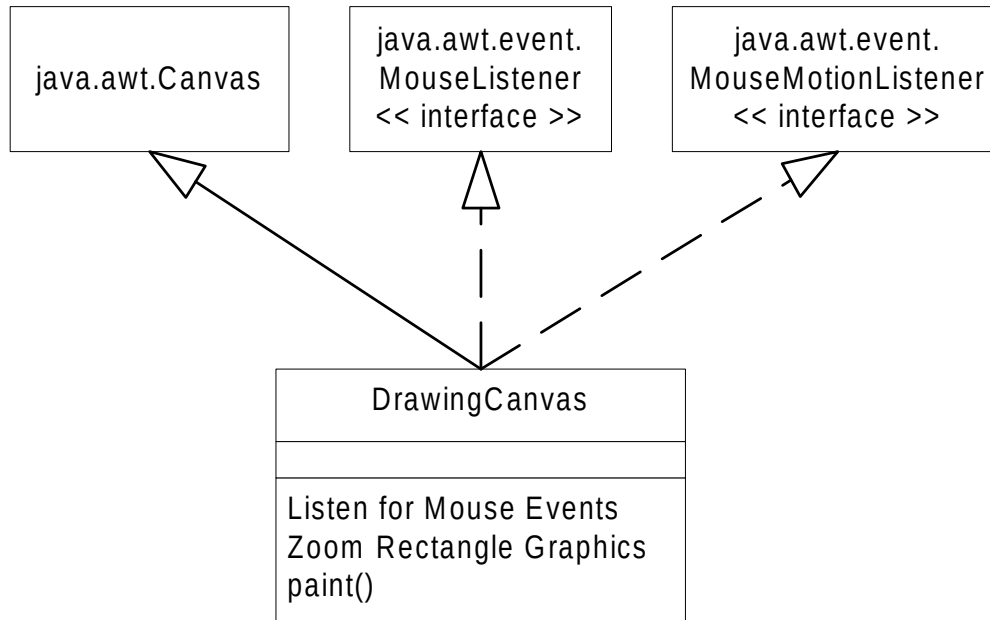 java.awt.Canvas
java.awt.event.
MouseListener
<< interface >>
java.awt.event.
MouseMotionListener
<< interface >>
DrawingCanvas
Listen for Mouse Events
Zoom Rectangle Graphics
paint()